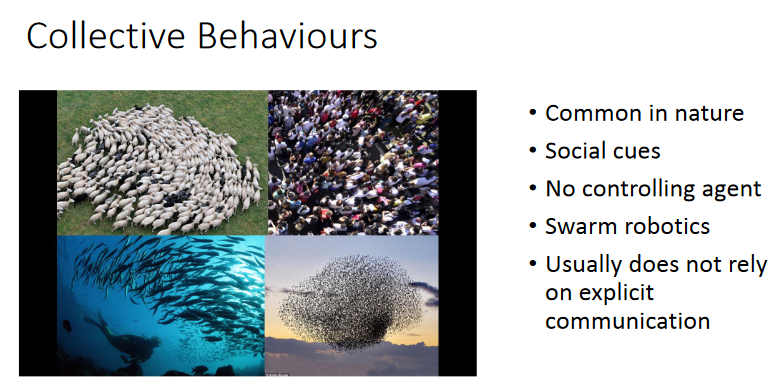 Collective Behaviours
• Common in nature
• Social cues
• No controlling agent
• Swarm robotics
• Usually does not rely
on explicit
communication